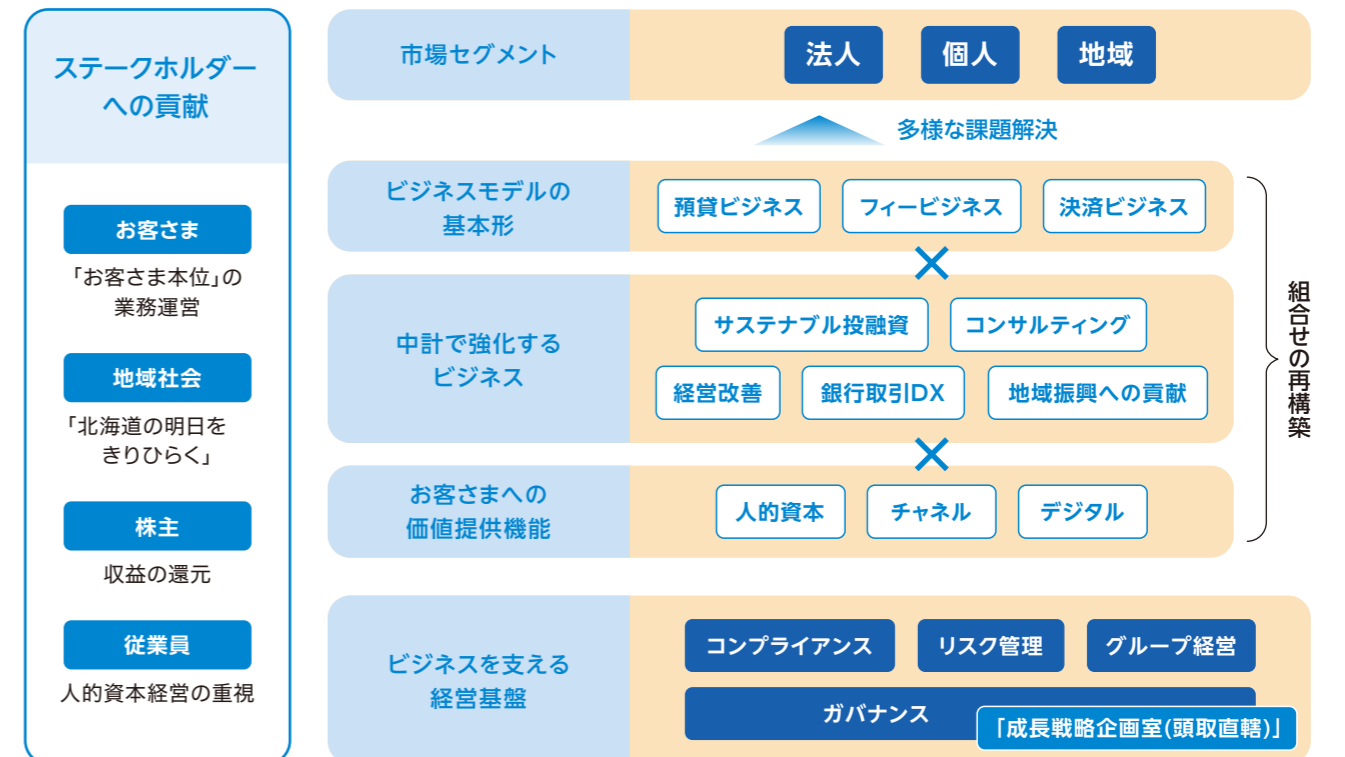 ステークホルダー
への貢献
お客さま
「お客さま本位」の
業務運営
地域社会
「北海道の明日を
きりひらく」
株主
収益の還元
従業員
人的資本経営の重視
市場セグメント
法人
個人
地域
多様な課題解決
ビジネスモデルの
基本形
預貸ビジネス
フィービジネス
決済ビジネス
×
中計で強化する
ビジネス
サステナブル投融資
コンサルティング
経営改善
銀行取引DX
地域振興への貢献
×
お客さまへの
価値提供機能
人的資本
チャネル
デジタル
組合せの再構築
ビジネスを支える
経営基盤
コンプライアンス
リスク管理
グループ経営
ガバナンス
「成長戦略企画室(頭取直轄)」